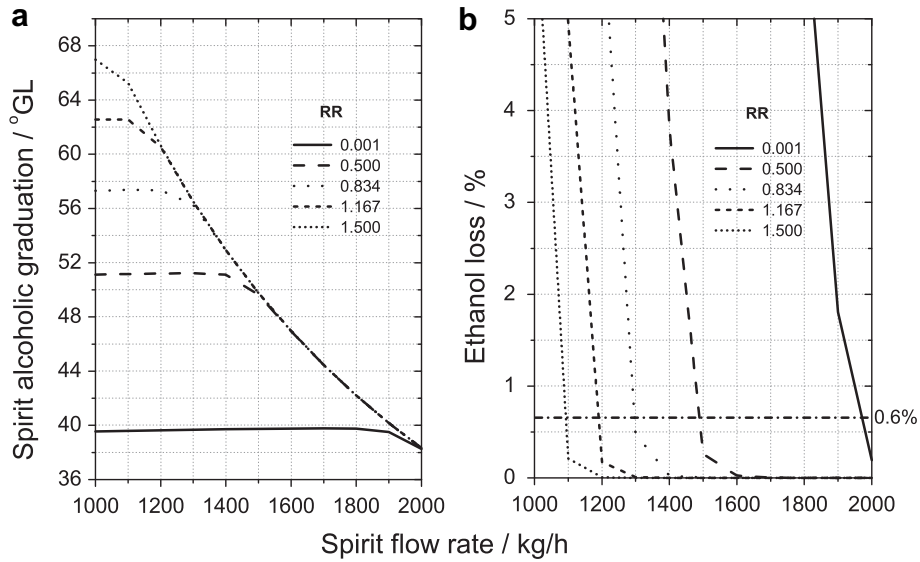 a
Spirit alcoholic graduation / °GL
68
64
60
56
52
48
44
40
36
RR
0.001
0.500
0.834
1.167
1.500
1000 1200 1400 1600 1800 2000
b
Ethanol loss / %
5
4
3
2
1
0
RR
0.001
0.500
0.834
1.167
1.500
0.6%
1000 1200 1400 1600 1800 2000
Spirit flow rate / kg/h